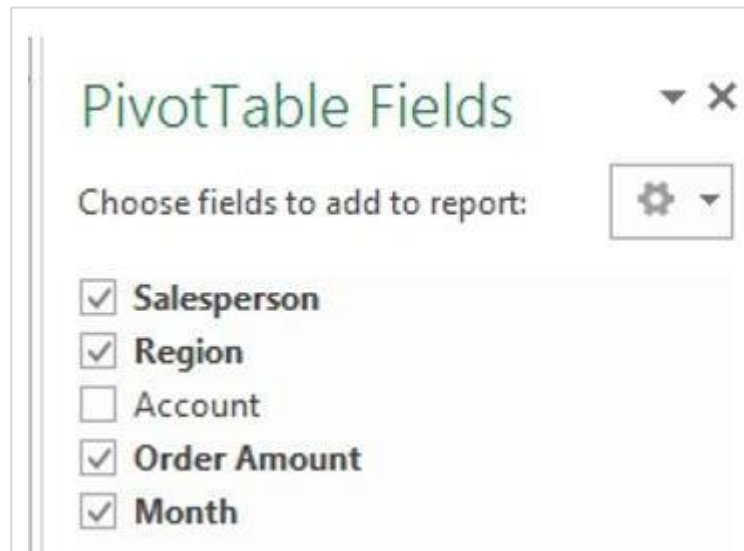 PivotTable Fields
Choose fields to add to report:
Salesperson
Region
Account
Order Amount
Month